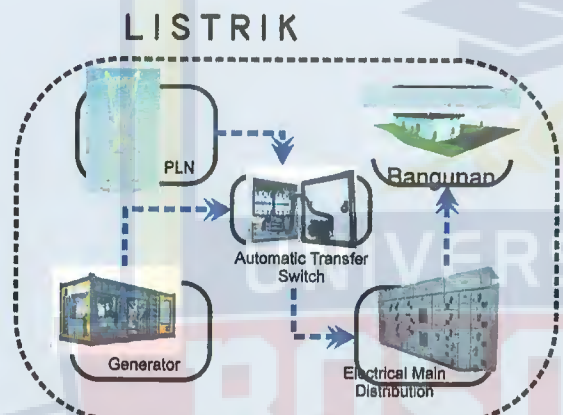 LISTRIK
PLN
Bangunan
Automatic Transfer
Switch
Generator
Electrical Main
Distribution
UNIVER